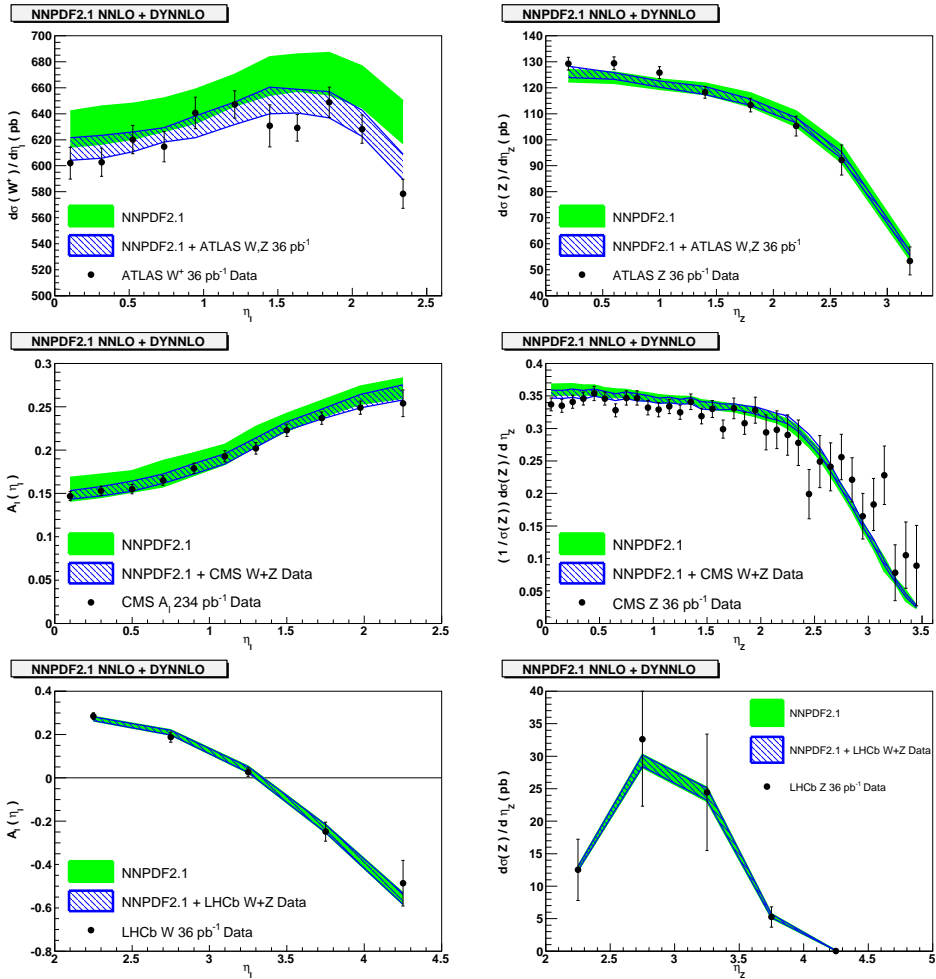 NNPDF2.1 NNLO + DYNNLO
dσ( W⁺) / dη_l ( pb)
700
680
660
640
620
600
580
560
540
520
500
NNPDF2.1
NNPDF2.1 + ATLAS W,Z 36 pb⁻¹
ATLAS W⁺ 36 pb⁻¹ Data
0 0.5 1 1.5 2 2.5
η_l
NNPDF2.1 NNLO + DYNNLO
dσ( Z) / dη_Z ( pb)
140
130
120
110
100
90
80
70
60
50
40
NNPDF2.1
NNPDF2.1 + ATLAS W,Z 36 pb⁻¹
ATLAS Z 36 pb⁻¹ Data
0 0.5 1 1.5 2 2.5 3
η_Z
NNPDF2.1 NNLO + DYNNLO
A_l ( η_l)
0.3
0.25
0.2
0.15
0.1
0.05
0
NNPDF2.1
NNPDF2.1 + CMS W+Z Data
CMS A_l 234 pb⁻¹ Data
0 0.5 1 1.5 2 2.5
η_l
NNPDF2.1 NNLO + DYNNLO
( 1 / σ( Z) ) dσ( Z) / d η_Z
0.4
0.35
0.3
0.25
0.2
0.15
0.1
0.05
0
NNPDF2.1
NNPDF2.1 + CMS W+Z Data
CMS Z 36 pb⁻¹ Data
0 0.5 1 1.5 2 2.5 3 3.5
η_Z
NNPDF2.1 NNLO + DYNNLO
A_l ( η_l)
0.4
0.2
0
-0.2
-0.4
-0.6
-0.8
NNPDF2.1
NNPDF2.1 + LHCb W+Z Data
LHCb W 36 pb⁻¹ Data
2 2.5 3 3.5 4 4.5
η_l
NNPDF2.1 NNLO + DYNNLO
dσ(Z) / d η_Z (pb)
40
35
30
25
20
15
10
5
0
NNPDF2.1
NNPDF2.1 + LHCb W+Z Data
LHCb Z 36 pb⁻¹ Data
2 2.5 3 3.5 4 4.5 5
η_Z